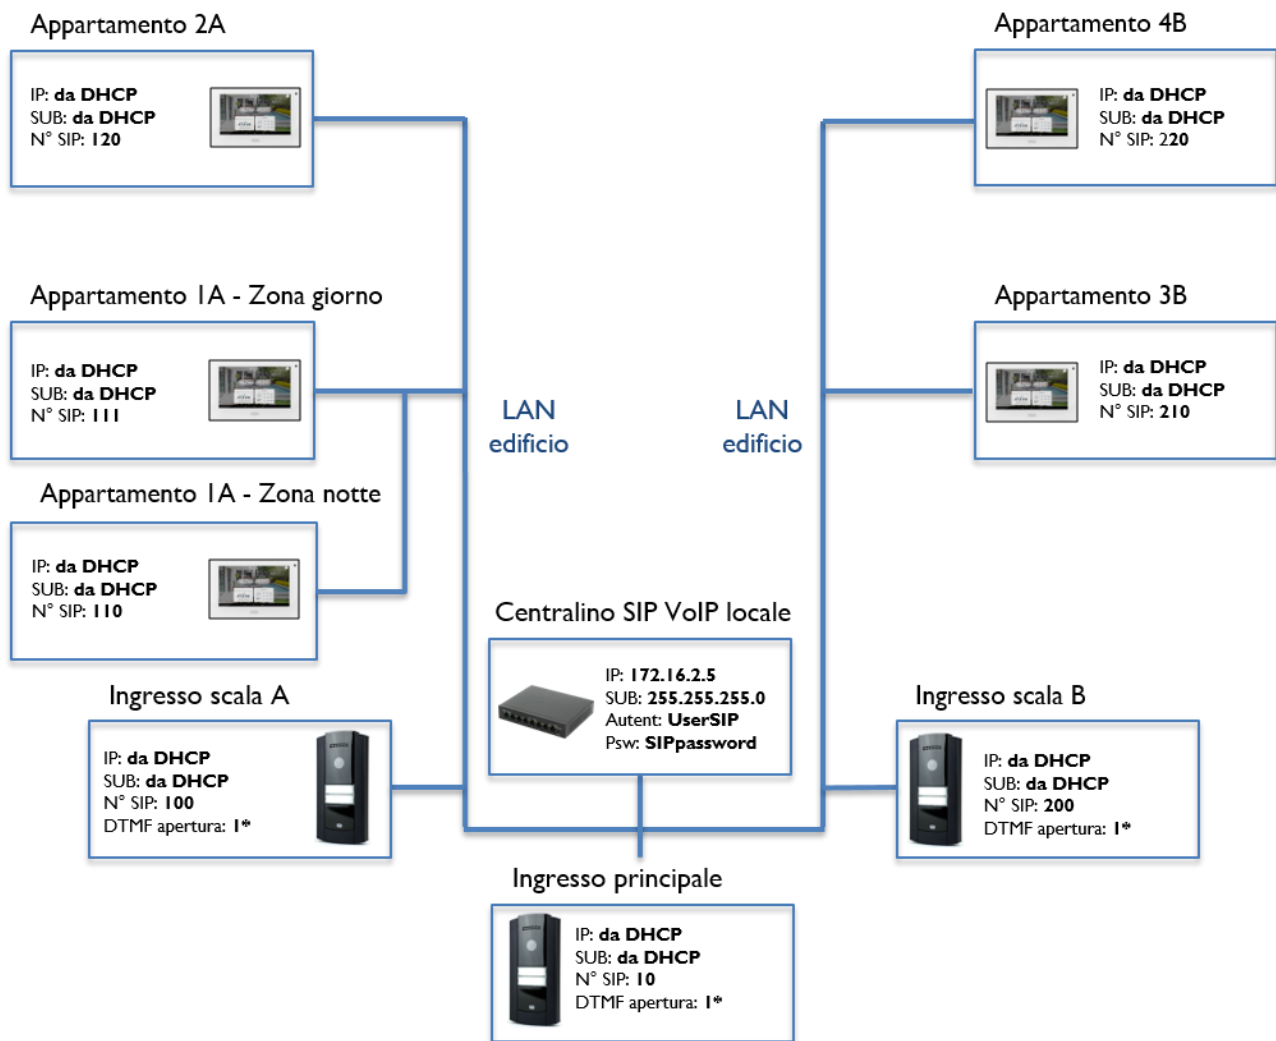 Appartamento 2A
IP: da DHCP
SUB: da DHCP
N° SIP: 120
Appartamento 4B
IP: da DHCP
SUB: da DHCP
N° SIP: 220
Appartamento 1A - Zona giorno
IP: da DHCP
SUB: da DHCP
N° SIP: 111
Appartamento 3B
IP: da DHCP
SUB: da DHCP
N° SIP: 210
LAN
edificio
LAN
edificio
Appartamento 1A - Zona notte
IP: da DHCP
SUB: da DHCP
N° SIP: 110
Centralino SIP VoIP locale
IP: 172.16.2.5
SUB: 255.255.255.0
Autent: UserSIP
Psw: SIPpassword
Ingresso scala A
IP: da DHCP
SUB: da DHCP
N° SIP: 100
DTMF apertura: 1*
Ingresso scala B
IP: da DHCP
SUB: da DHCP
N° SIP: 200
DTMF apertura: 1*
Ingresso principale
IP: da DHCP
SUB: da DHCP
N° SIP: 10
DTMF apertura: 1*